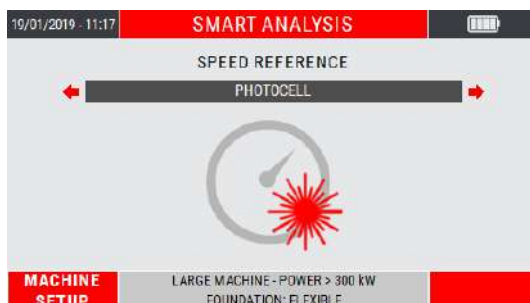 19/01/2019 - 11:17
SMART ANALYSIS
SPEED REFERENCE
PHOTOCELL
MACHINE
SETUP
LARGE MACHINE - POWER > 300 kW
FOUNDATION: FLEXIBLE